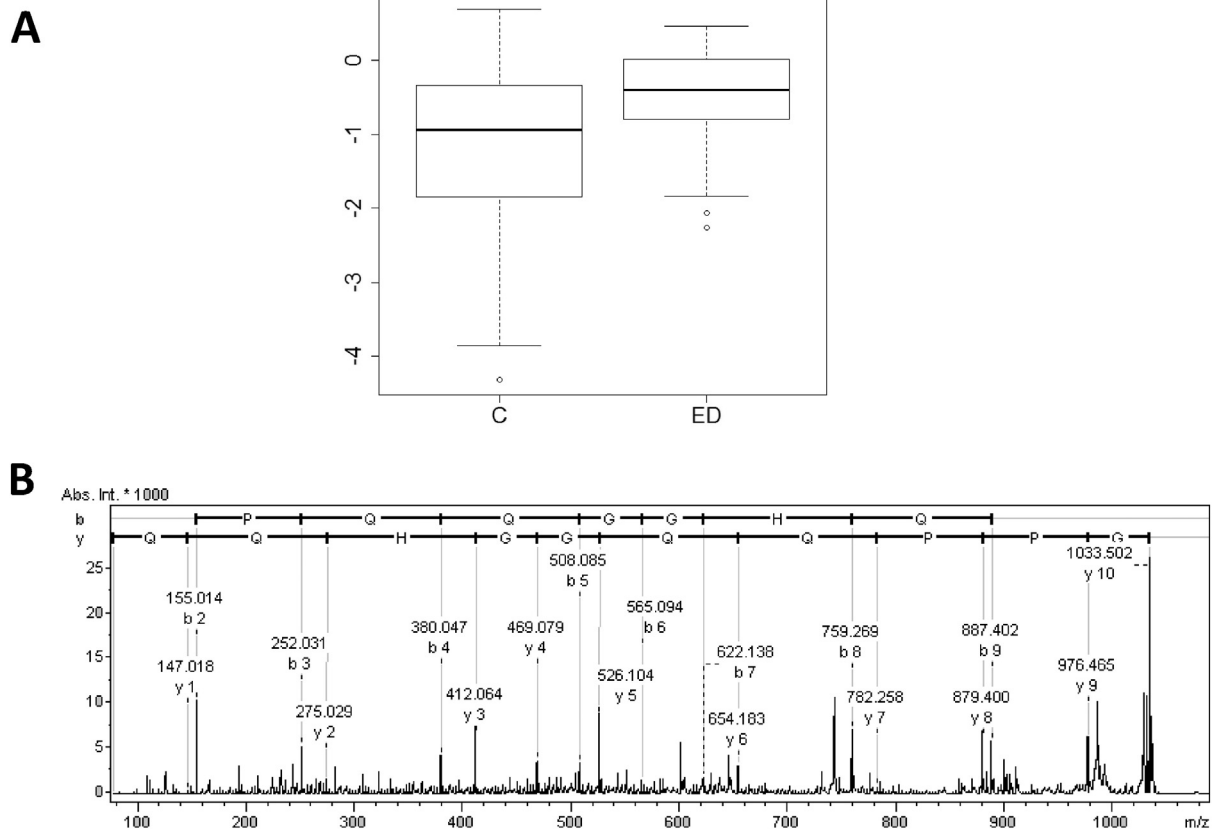 A
0
-1
-2
-3
-4
C ED
B
Abs. Int. * 1000
b P Q Q G G H Q
y Q Q H G G Q Q P P G
1033.502
y 10
508.085
b 5
155.014
b 2
565.094
b 6
252.031
b 3
380.047
b 4
469.079
y 4
759.269
b 8
887.402
b 9
622.138
b 7
147.018
y 1
526.104
y 5
976.465
y 9
275.029
y 2
412.064
y 3
654.183
y 6
782.258
y 7
879.400
y 8
25
20
15
10
5
0
100 200 300 400 500 600 700 800 900 1000 m/z